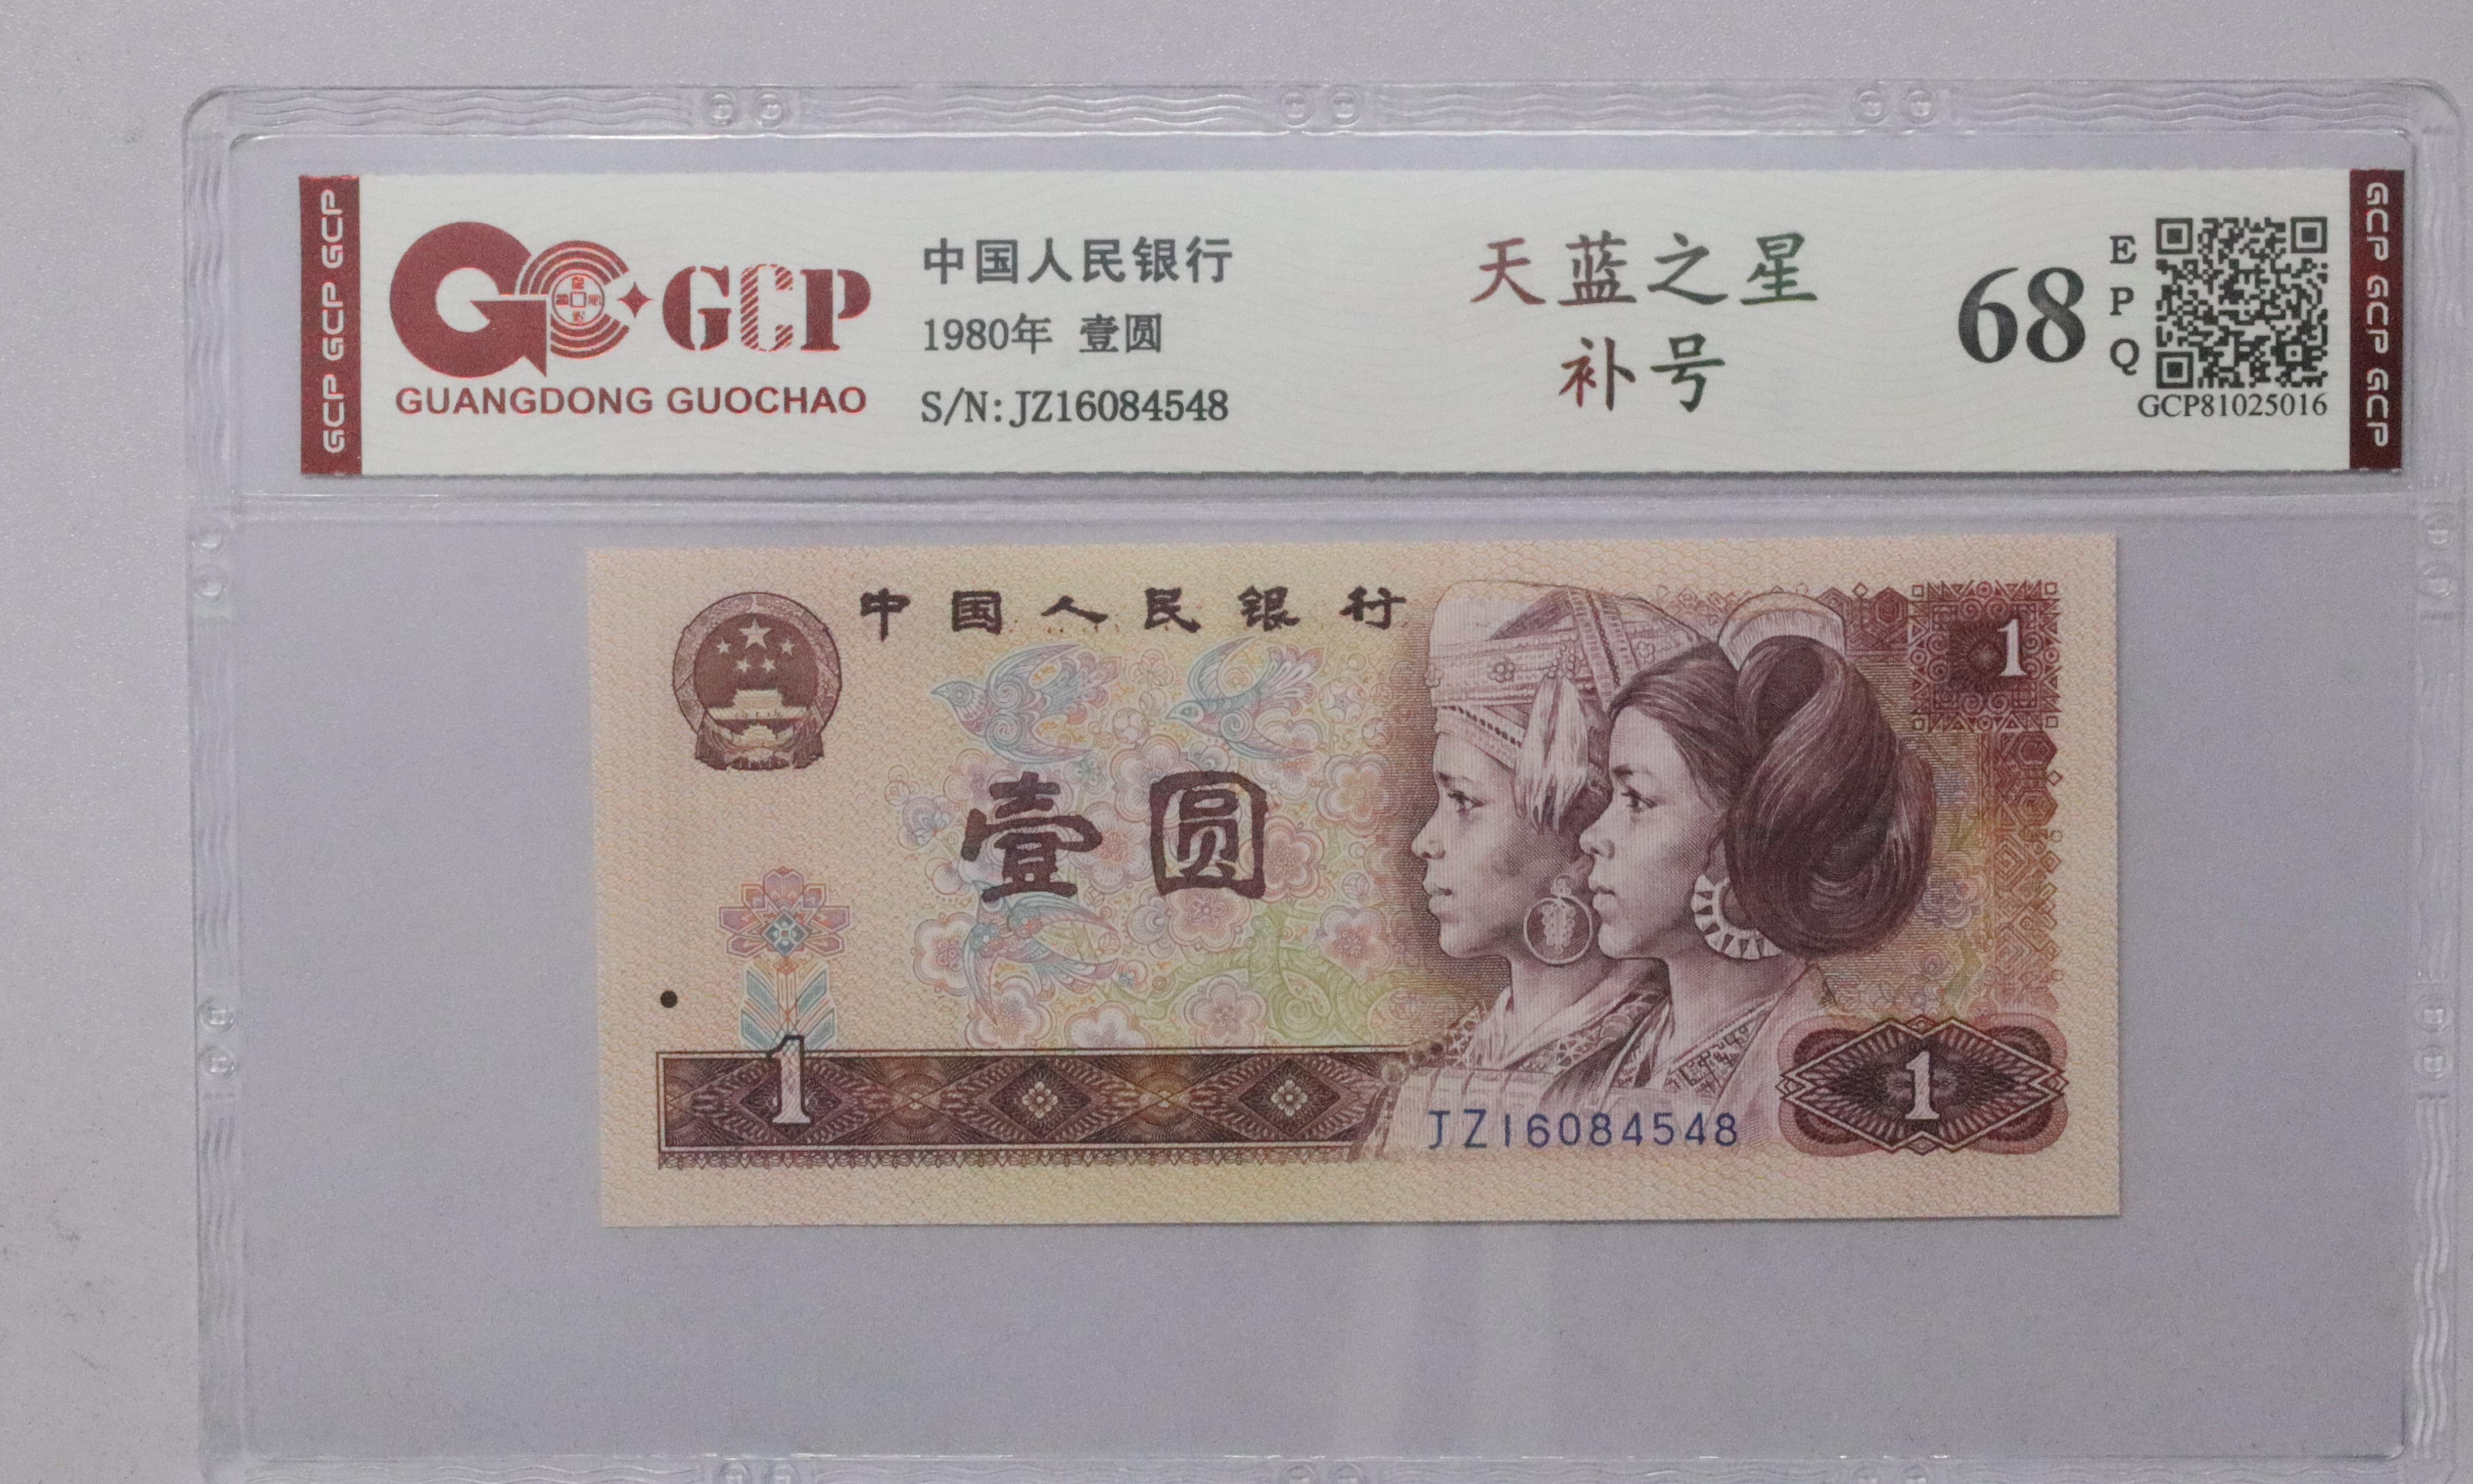 GCP GCP GCP
GCP
GUANGDONG GUOCHAO
中国人民银行
1980年 壹圆
S/N: JZ16084548
天蓝之星
补号
68
E
P
Q
GCP81025016
GCP GCP GCP
中国人民银行
1
壹圆
1
1
JZ16084548